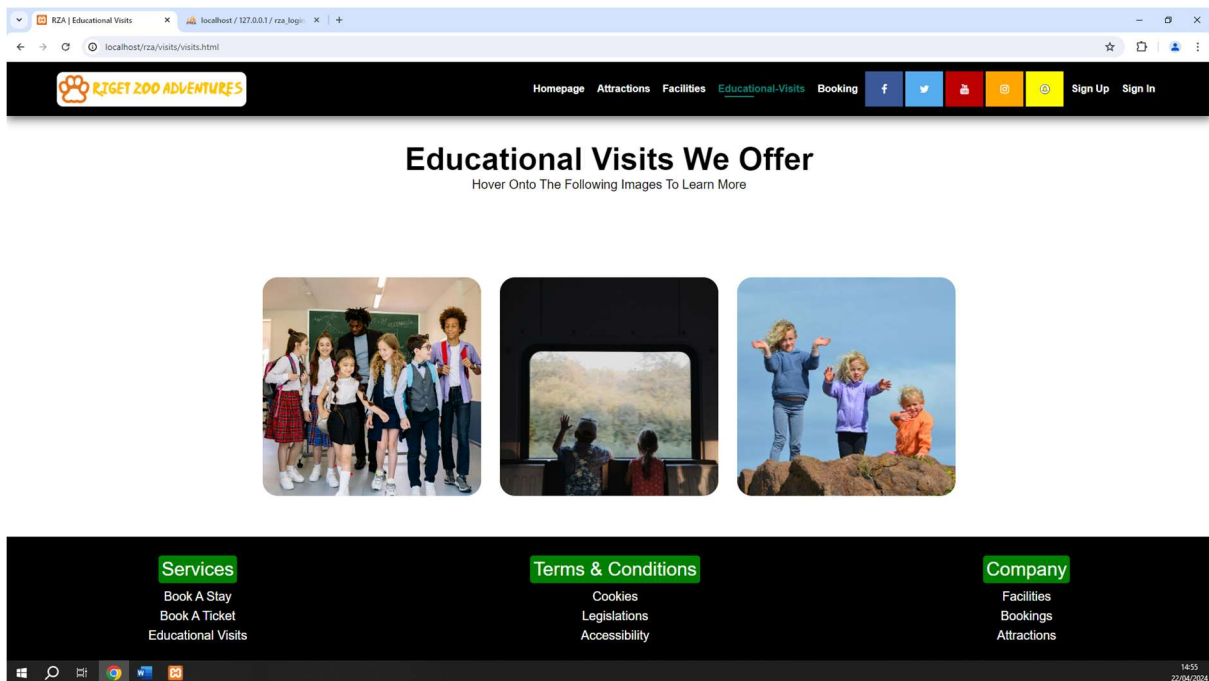 RZA | Educational Visits
localhost / 127.0.0.1 / rza_login
localhost/rza/visits/visits.html
RIGET ZOO ADVENTURES
Homepage Attractions Facilities Educational-Visits Booking Sign Up Sign In
Educational Visits We Offer
Hover Onto The Following Images To Learn More
Services
Book A Stay
Book A Ticket
Educational Visits
Terms & Conditions
Cookies
Legislations
Accessibility
Company
Facilities
Bookings
Attractions
14:55
22/04/2024